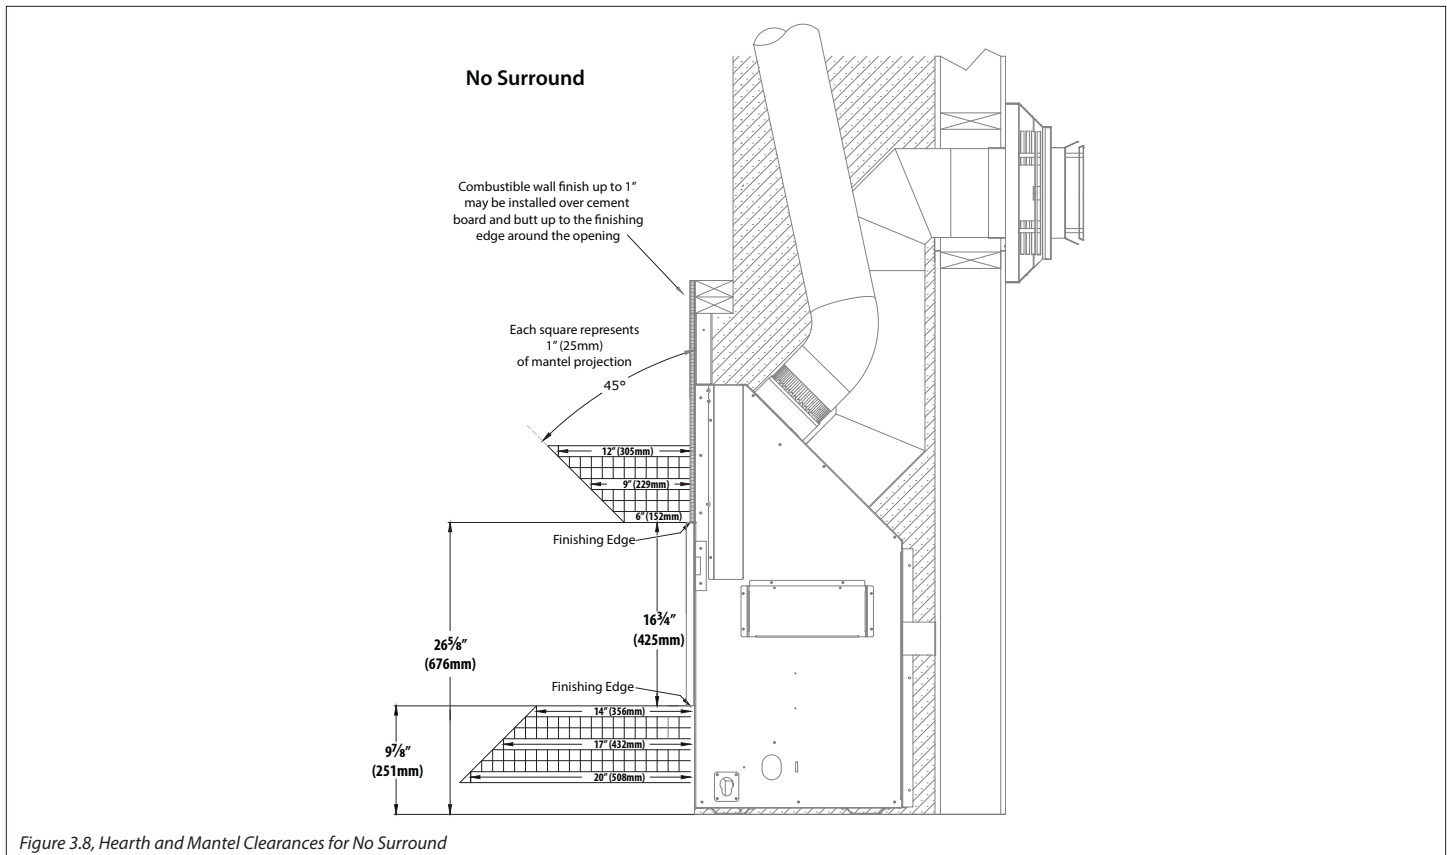 No Surround
Combustible wall finish up to 1”
may be installed over cement
board and butt up to the finishing
edge around the opening
Each square represents
1” (25mm)
of mantel projection
45°
12” (305mm)
9” (229mm)
6” (152mm)
Finishing Edge
16¾”
(425mm)
26⅝”
(676mm)
Finishing Edge
14” (356mm)
17” (432mm)
20” (508mm)
9⅞”
(251mm)
Figure 3.8, Hearth and Mantel Clearances for No Surround